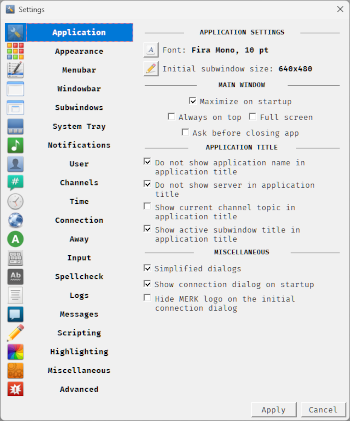 Settings
Application
Appearance
Menubar
Windowbar
Subwindows
System Tray
Notifications
User
Channels
Time
Connection
Away
Input
Spellcheck
Logs
Messages
Scripting
Highlighting
Miscellaneous
Advanced
APPLICATION SETTINGS
Font: Fira Mono, 10 pt
Initial subwindow size: 640x480
MAIN WINDOW
Maximize on startup
Always on top Full screen
Ask before closing app
APPLICATION TITLE
Do not show application name in
application title
Do not show server in application
title
Show current channel topic in
application title
Show active subwindow title in
application title
MISCELLANEOUS
Simplified dialogs
Show connection dialog on startup
Hide MERK logo on the initial
connection dialog
Apply Cancel